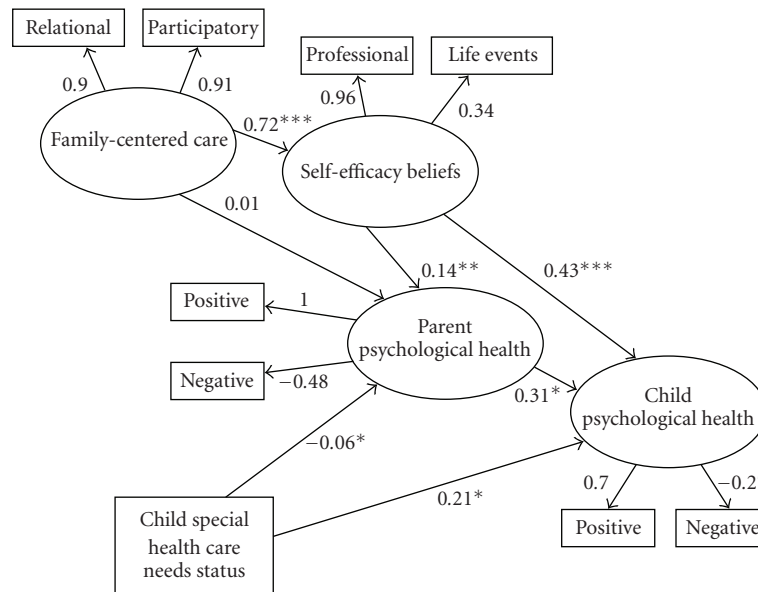 Relational
Participatory
Professional
Life events
0.9
0.91
0.96
0.34
Family-centered care
0.72***
Self-efficacy beliefs
0.01
0.14**
0.43***
Positive
1
Parent
psychological health
Negative
−0.48
0.31*
Child
psychological health
−0.06*
0.21*
0.7
−0.2
Child special
health care
needs status
Positive
Negative